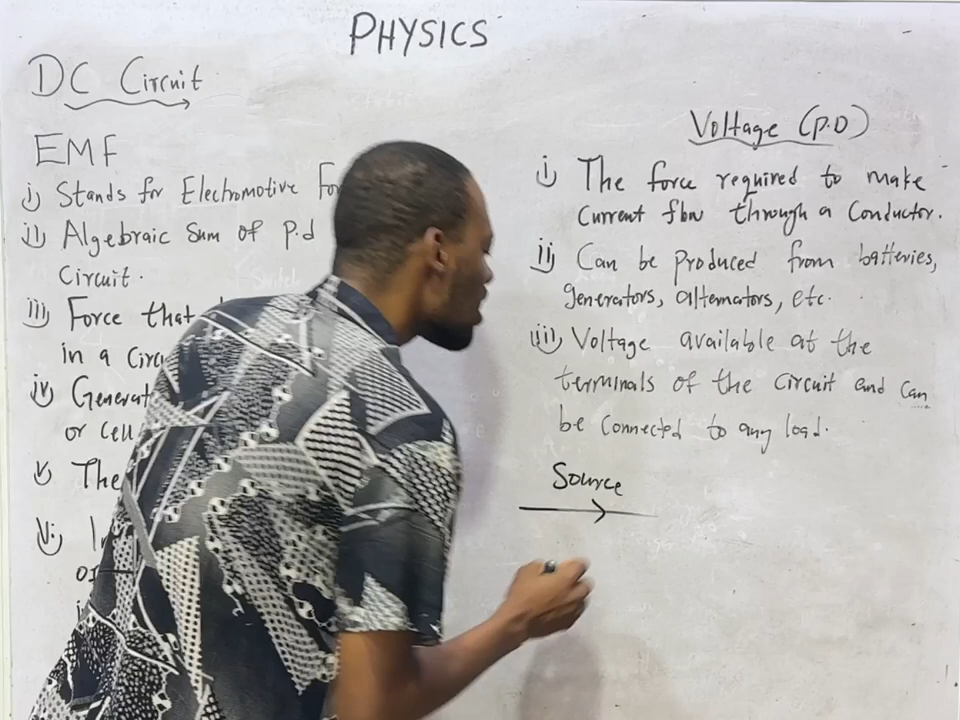 PHYSICS
DC Circuit
EMF
i) Stands for Electromotive
ii) Algebraic Sum of p.d
Circuit.
iii) Force that
in a
iv)
or cell
v) The
vi)
Voltage (P.D)
i) The force required to make
Current flow through a Conductor.
ii) Can be produced from batteries,
generators, alternators, etc.
iii) Voltage available at the
terminals of the circuit and can
be connected to any load.
Source